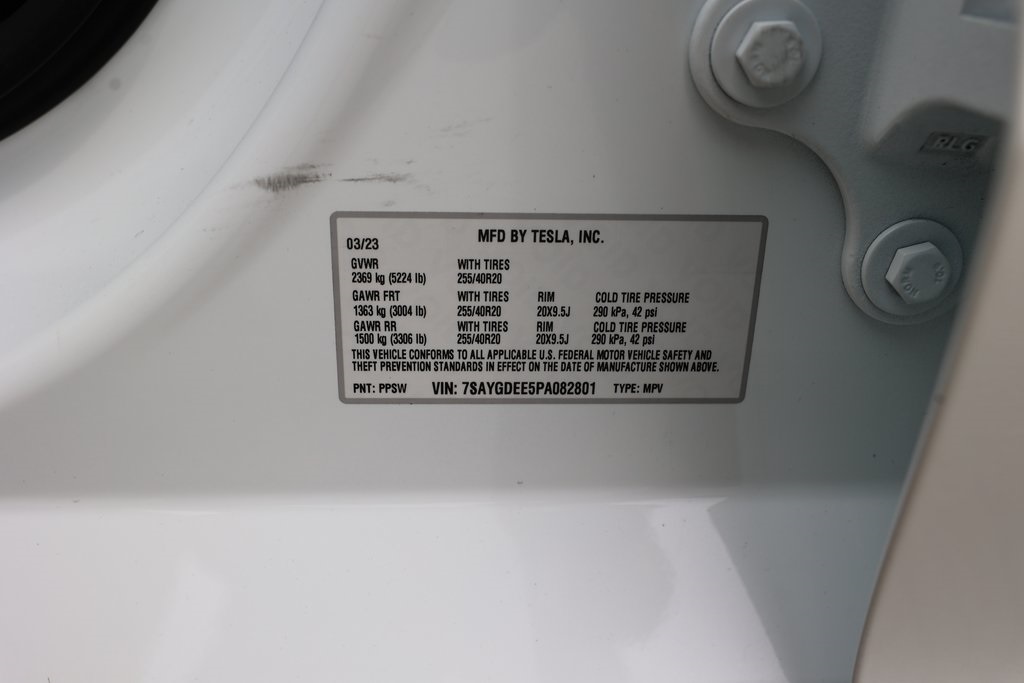 MFD BY TESLA, INC.
03/23
GVWR WITH TIRES
2369 kg (5224 lb) 255/40R20
GAWR FRT WITH TIRES RIM COLD TIRE PRESSURE
1363 kg (3004 lb) 255/40R20 20X9.5J 290 kPa, 42 psi
GAWR RR WITH TIRES RIM COLD TIRE PRESSURE
1500 kg (3306 lb) 255/40R20 20X9.5J 290 kPa, 42 psi
THIS VEHICLE CONFORMS TO ALL APPLICABLE U.S. FEDERAL MOTOR VEHICLE SAFETY AND
THEFT PREVENTION STANDARDS IN EFFECT ON THE DATE OF MANUFACTURE SHOWN ABOVE.
PNT: PPSW VIN: 7SAYGDEE5PA082801 TYPE: MPV
RLG